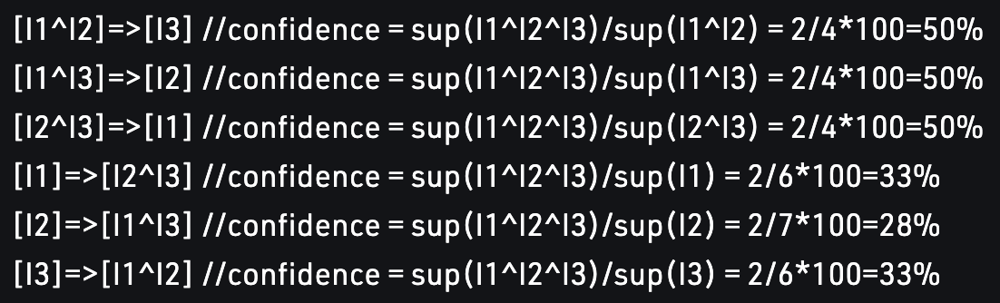 [I1^I2]=>[I3] //confidence = sup(I1^I2^I3)/sup(I1^I2) = 2/4*100=50%
[I1^I3]=>[I2] //confidence = sup(I1^I2^I3)/sup(I1^I3) = 2/4*100=50%
[I2^I3]=>[I1] //confidence = sup(I1^I2^I3)/sup(I2^I3) = 2/4*100=50%
[I1]=>[I2^I3] //confidence = sup(I1^I2^I3)/sup(I1) = 2/6*100=33%
[I2]=>[I1^I3] //confidence = sup(I1^I2^I3)/sup(I2) = 2/7*100=28%
[I3]=>[I1^I2] //confidence = sup(I1^I2^I3)/sup(I3) = 2/6*100=33%